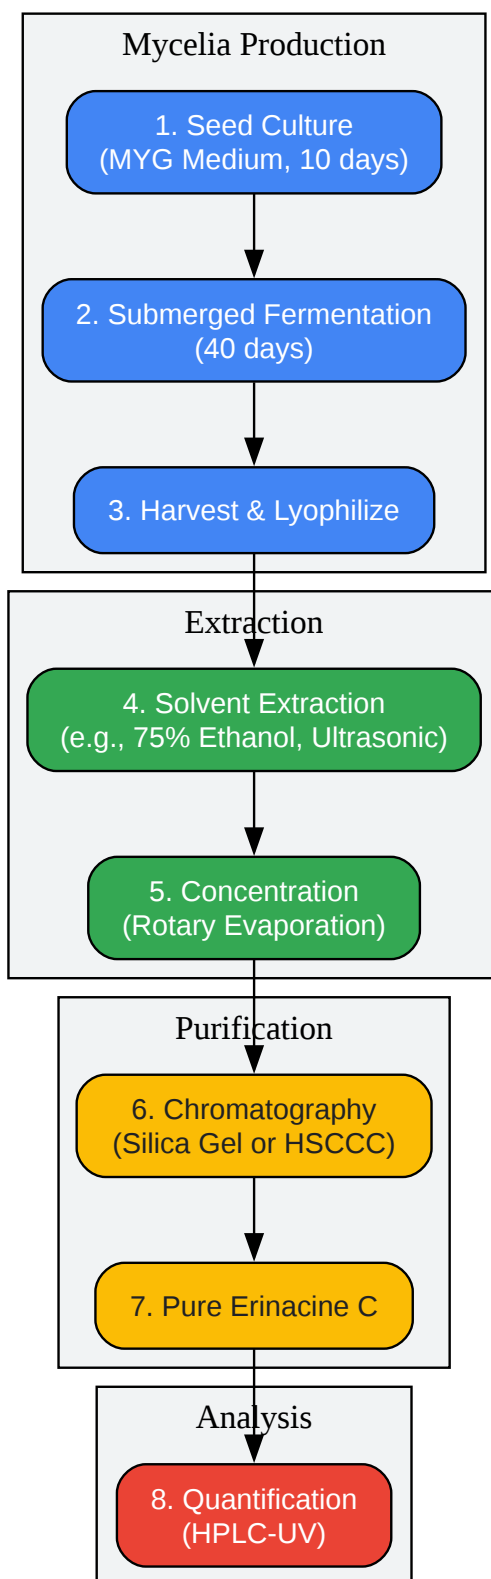 Mycelia Production
1. Seed Culture
(MYG Medium, 10 days)
2. Submerged Fermentation
(40 days)
3. Harvest & Lyophilize
Extraction
4. Solvent Extraction
(e.g., 75% Ethanol, Ultrasonic)
5. Concentration
(Rotary Evaporation)
Purification
6. Chromatography
(Silica Gel or HSCCC)
7. Pure Erinacine C
Analysis
8. Quantification
(HPLC-UV)